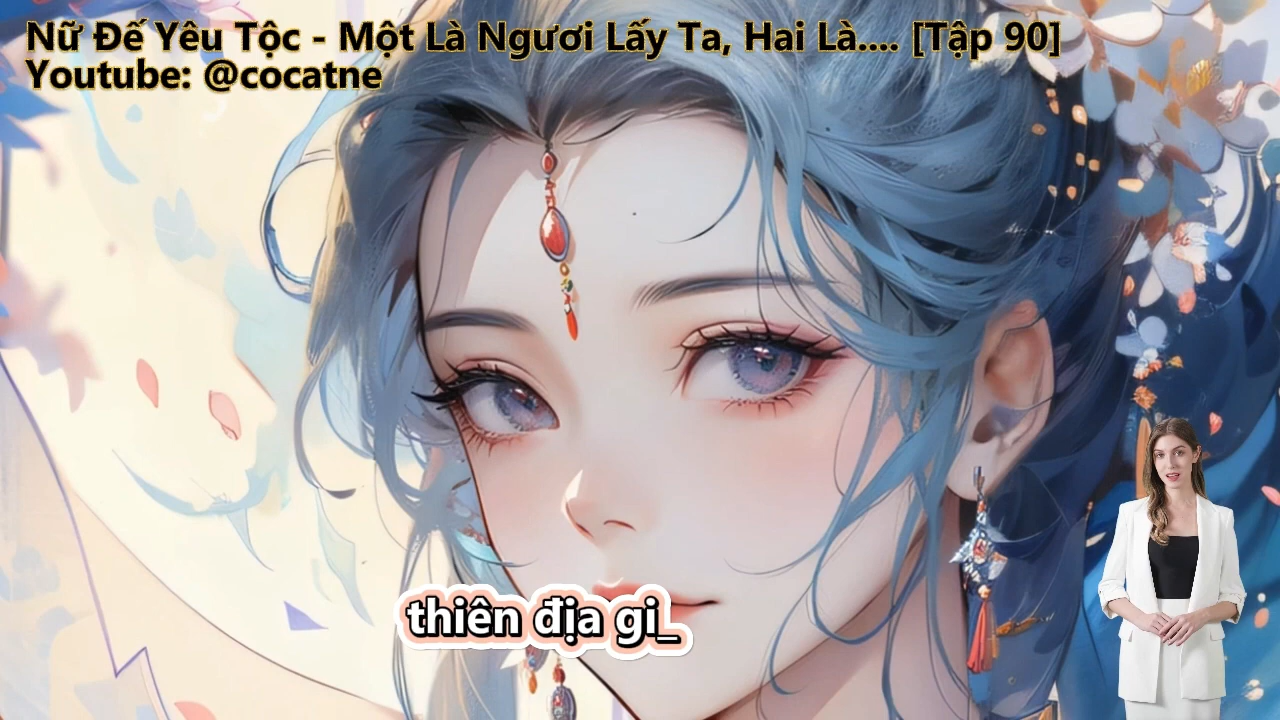 Nữ Đế Yêu Tộc - Một Là Ngươi Lấy Ta, Hai Là.... [Tập 90]
Youtube: @cocatne
thiên địa gi_